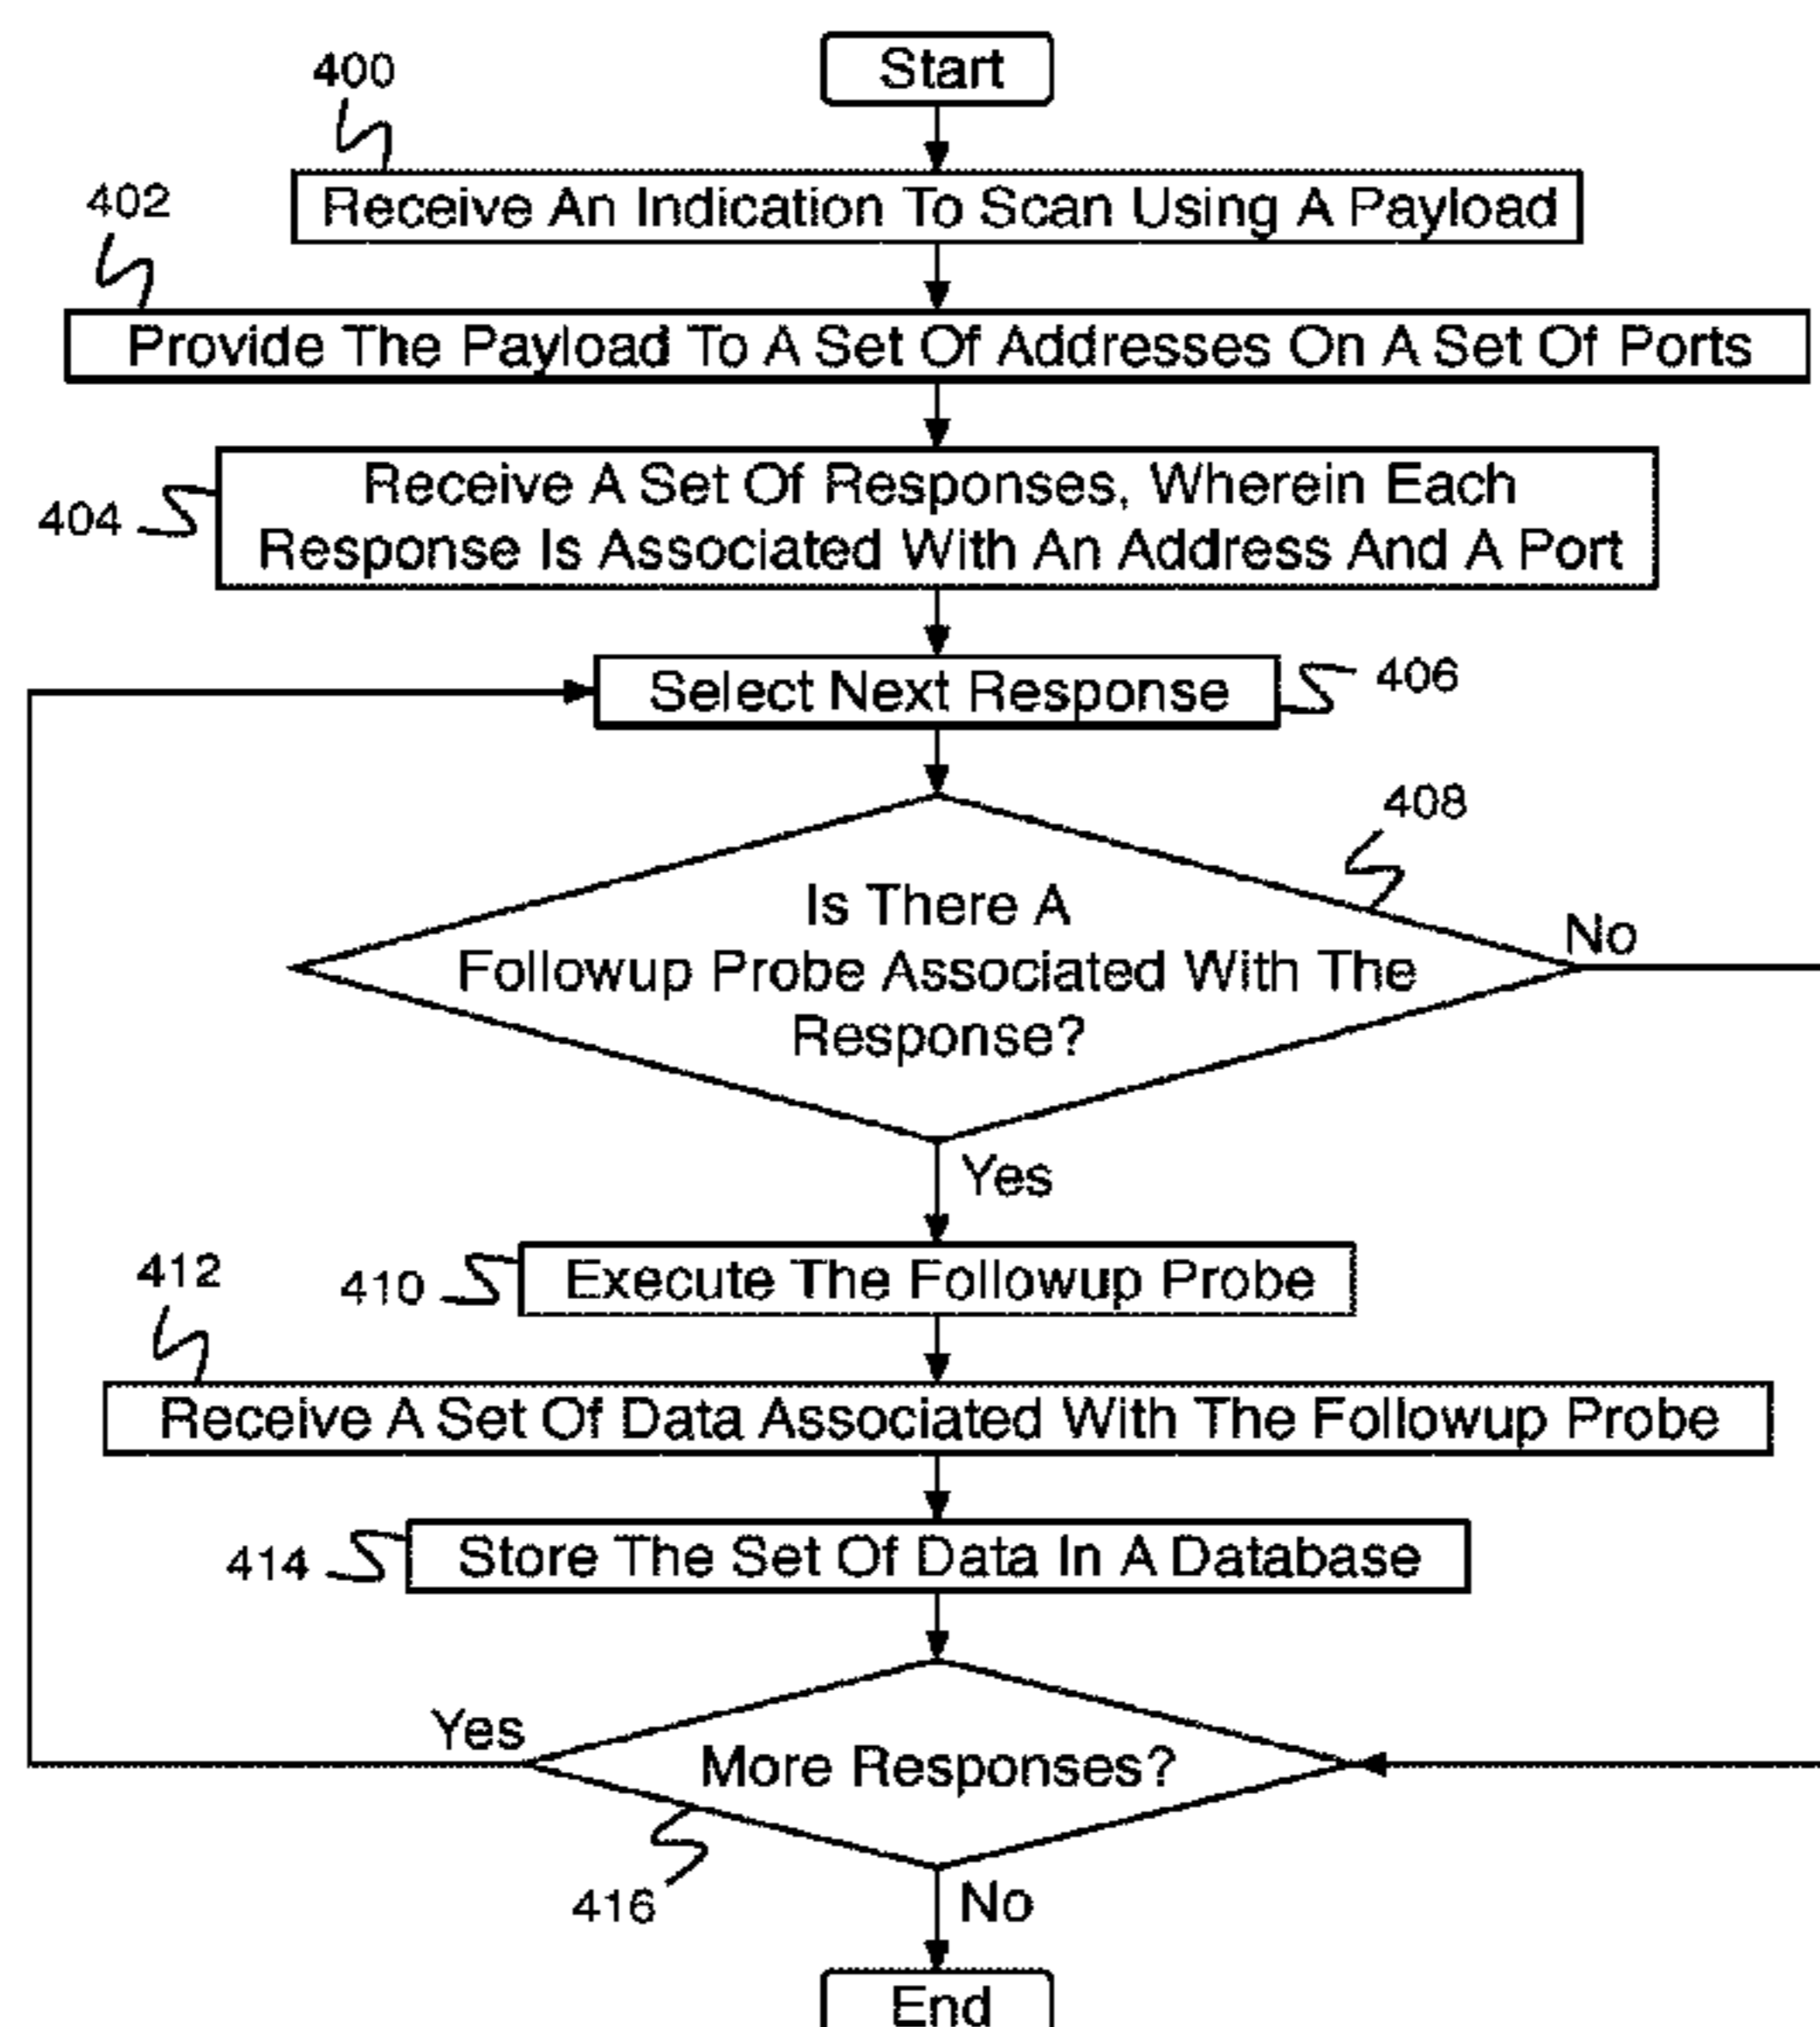 Start
400
Receive An Indication To Scan Using A Payload
402
Provide The Payload To A Set Of Addresses On A Set Of Ports
404
Receive A Set Of Responses, Wherein Each
Response Is Associated With An Address And A Port
Select Next Response
406
408
Is There A
Followup Probe Associated With The
Response?
No
Yes
410
Execute The Followup Probe
412
Receive A Set Of Data Associated With The Followup Probe
414
Store The Set Of Data In A Database
Yes
More Responses?
416
No
End